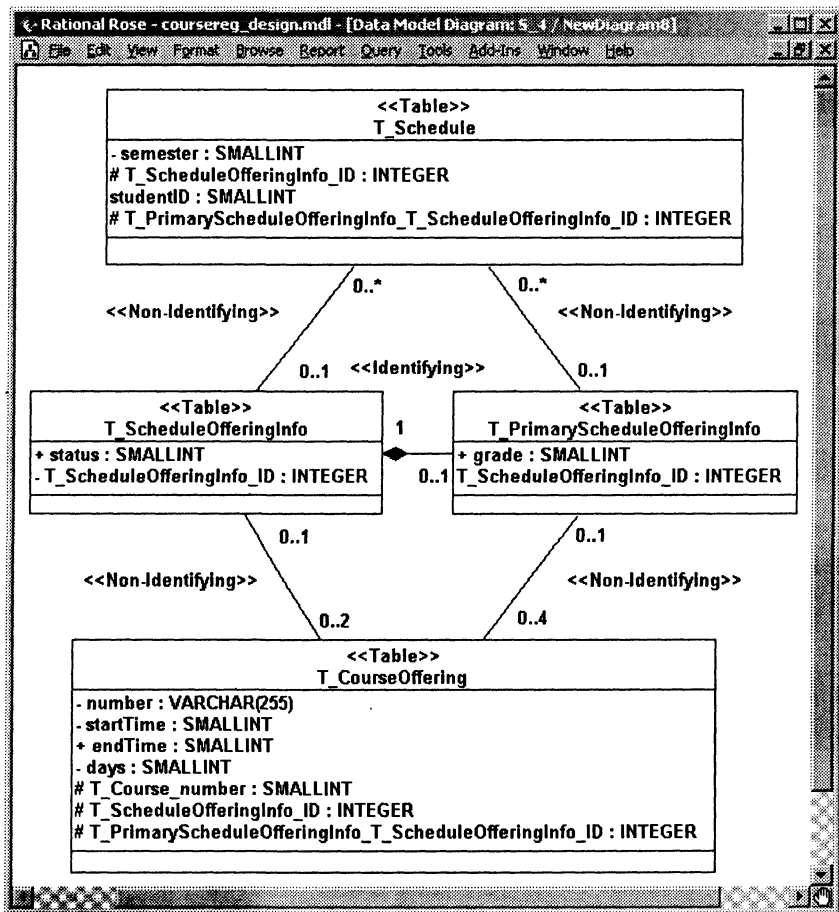 Rational Rose - coursereg_design.mdl - [Data Model Diagram: S_4 / NewDiagram8]
File Edit View Format Browse Report Query Tools Add-Ins Window Help
<<Table>>
T_Schedule
- semester : SMALLINT
# T_ScheduleOfferingInfo_ID : INTEGER
studentID : SMALLINT
# T_PrimaryScheduleOfferingInfo_T_ScheduleOfferingInfo_ID : INTEGER
0..*
0..*
<<Non-Identifying>>
<<Non-Identifying>>
0..1
<<Identifying>>
0..1
<<Table>>
T_ScheduleOfferingInfo
+ status : SMALLINT
- T_ScheduleOfferingInfo_ID : INTEGER
1
0..1
<<Table>>
T_PrimaryScheduleOfferingInfo
+ grade : SMALLINT
T_ScheduleOfferingInfo_ID : INTEGER
0..1
0..1
<<Non-Identifying>>
<<Non-Identifying>>
0..2
0..4
<<Table>>
T_CourseOffering
- number : VARCHAR(255)
- startTime : SMALLINT
+ endTime : SMALLINT
- days : SMALLINT
# T_Course_number : SMALLINT
# T_ScheduleOfferingInfo_ID : INTEGER
# T_PrimaryScheduleOfferingInfo_T_ScheduleOfferingInfo_ID : INTEGER